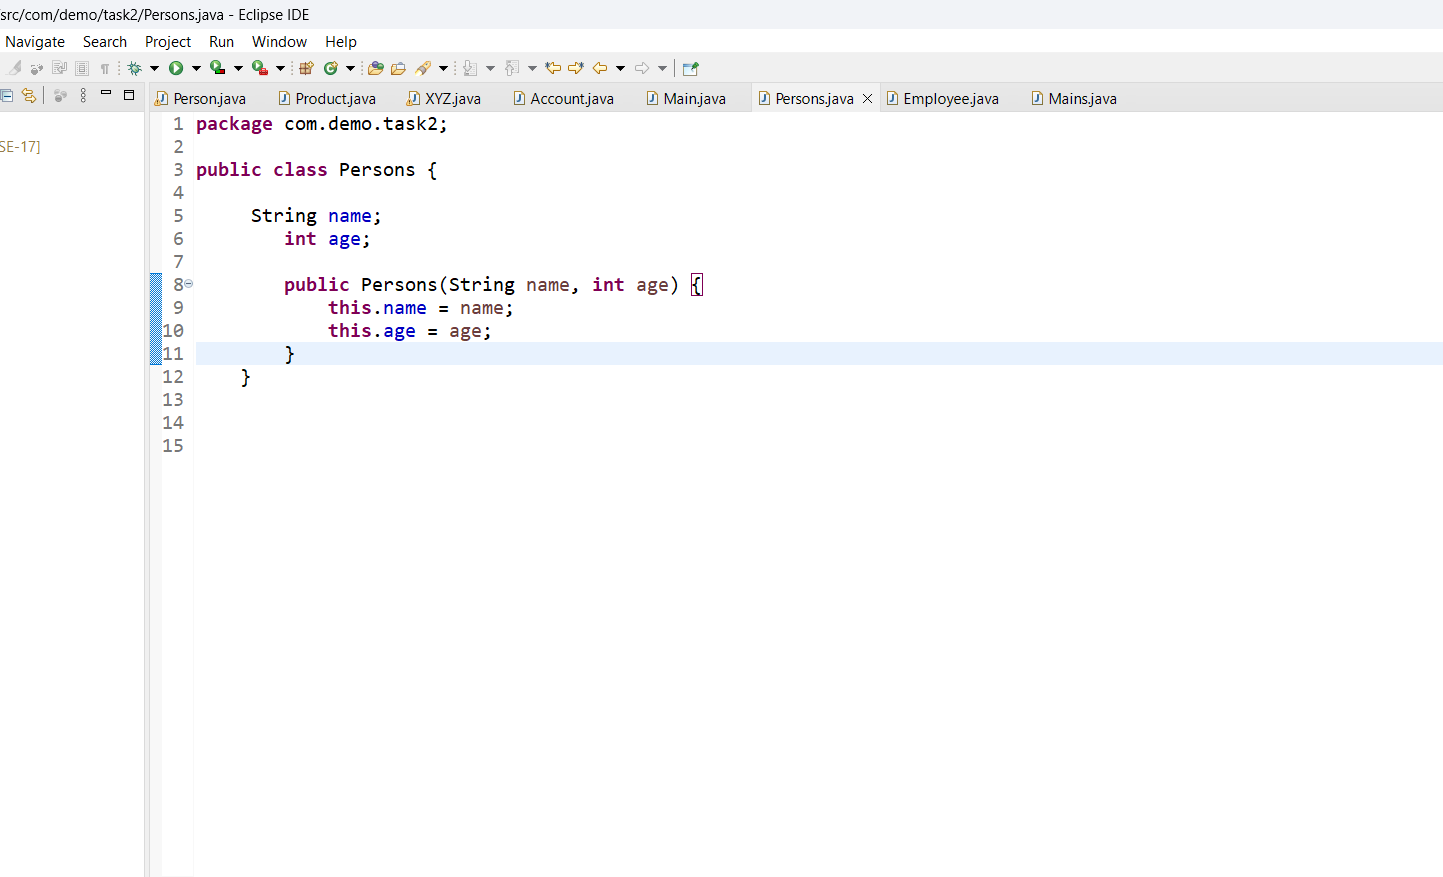 src/com/demo/task2/Persons.java - Eclipse IDE
Navigate Search Project Run Window Help
Person.java Product.java XYZ.java Account.java Main.java Persons.java Employee.java Mains.java
SE-17]
1 package com.demo.task2;
2
3 public class Persons {
4
5 String name;
6 int age;
7
8 public Persons(String name, int age) {
9 this.name = name;
10 this.age = age;
11 }
12 }
13
14
15